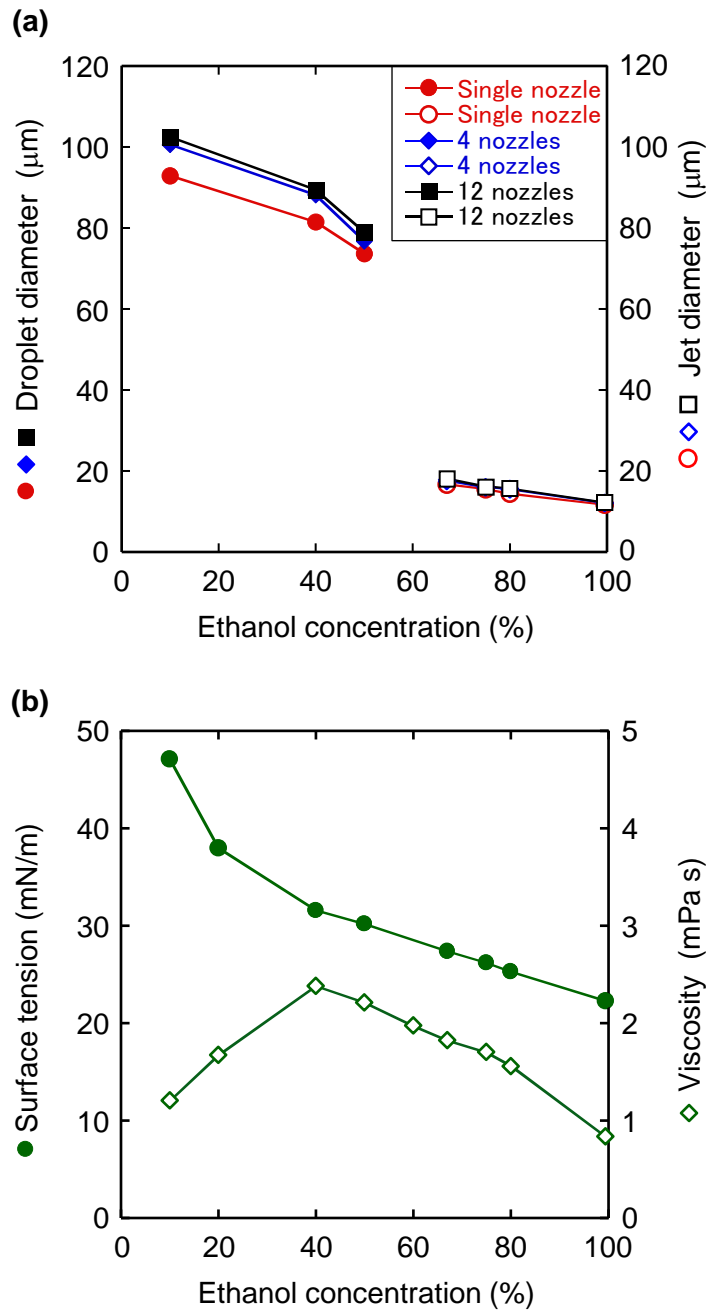 (a)
120
100
80
60
40
20
0
Droplet diameter (μm)
Single nozzle
Single nozzle
4 nozzles
4 nozzles
12 nozzles
12 nozzles
120
100
80
60
40
20
0
Jet diameter (μm)
0 20 40 60 80 100
Ethanol concentration (%)
(b)
50
40
30
20
10
0
Surface tension (mN/m)
5
4
3
2
1
0
Viscosity (mPa s)
0 20 40 60 80 100
Ethanol concentration (%)